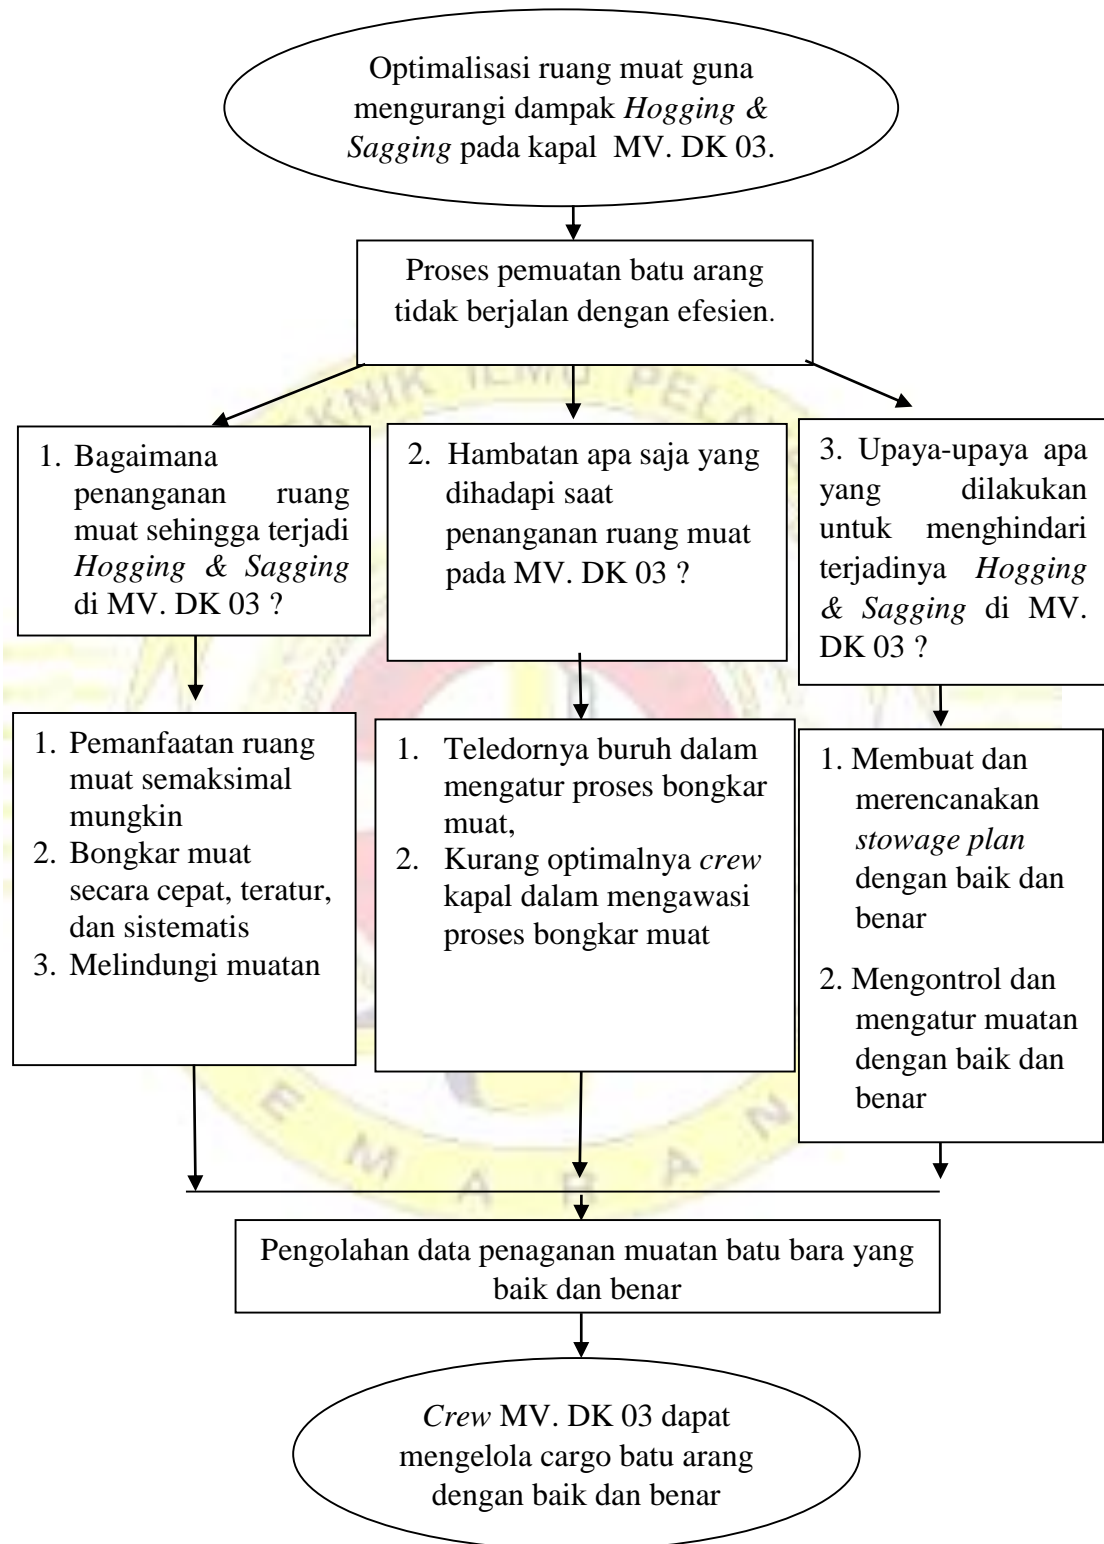 Optimalisasi ruang muat guna
mengurangi dampak Hogging &
Sagging pada kapal MV. DK 03.
Proses pemuatan batu arang
tidak berjalan dengan efesien.
1. Bagaimana
penanganan ruang
muat sehingga terjadi
Hogging & Sagging
di MV. DK 03 ?
2. Hambatan apa saja yang
dihadapi saat
penanganan ruang muat
pada MV. DK 03 ?
3. Upaya-upaya apa
yang dilakukan
untuk menghindari
terjadinya Hogging
& Sagging di MV.
DK 03 ?
1. Pemanfaatan ruang
muat semaksimal
mungkin
2. Bongkar muat
secara cepat, teratur,
dan sistematis
3. Melindungi muatan
1. Teledornya buruh dalam
mengatur proses bongkar
muat,
2. Kurang optimalnya crew
kapal dalam mengawasi
proses bongkar muat
1. Membuat dan
merencanakan
stowage plan
dengan baik dan
benar
2. Mengontrol dan
mengatur muatan
dengan baik dan
benar
Pengolahan data penaganan muatan batu bara yang
baik dan benar
Crew MV. DK 03 dapat
mengelola cargo batu arang
dengan baik dan benar